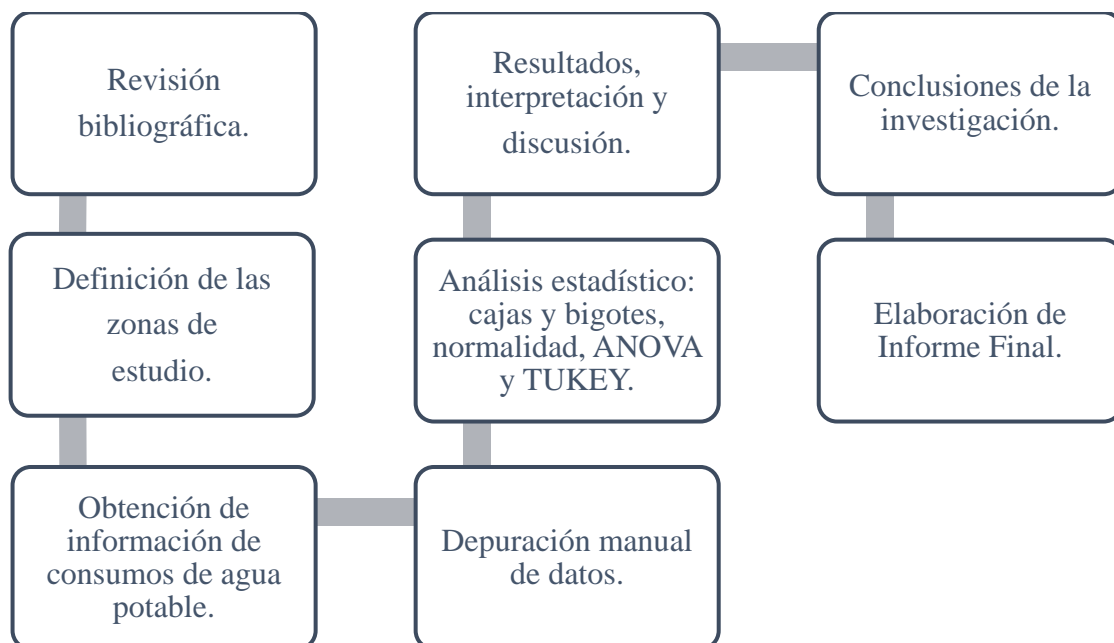 Revisión
bibliográfica.
Definición de las
zonas de
estudio.
Obtención de
información de
consumos de agua
potable.
Depuración manual
de datos.
Análisis estadístico:
cajas y bigotes,
normalidad, ANOVA
y TUKEY.
Resultados,
interpretación y
discusión.
Conclusiones de la
investigación.
Elaboración de
Informe Final.